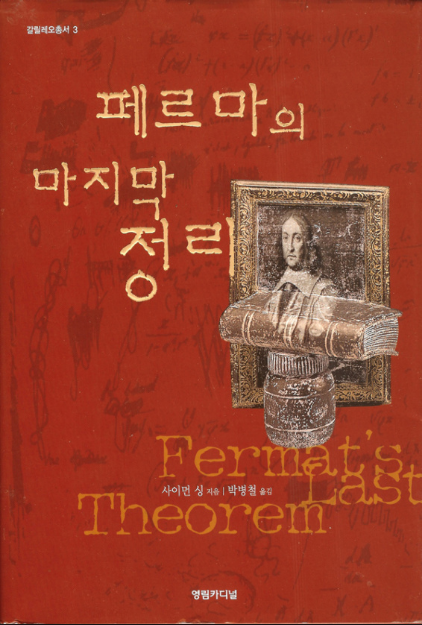 갈릴레오총서 3
페르마의
마지막
정리
Fermat's
Last
사이먼 싱 지음 | 박병철 옮김
Theorem
영림카디널